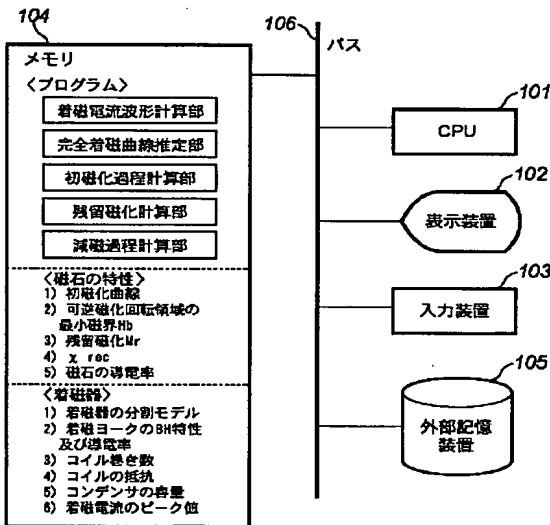 104
メモリ
〈プログラム〉
着磁電流波形計算部
完全着磁曲線推定部
初磁化過程計算部
残留磁化計算部
減磁過程計算部
〈磁石の特性〉
1) 初磁化曲線
2) 可逆磁化回転領域の
最小磁界Hb
3) 残留磁化Mr
4) χ rec
5) 磁石の導電率
〈着磁器〉
1) 着磁器の分割モデル
2) 着磁ヨークのBH特性
及び導電率
3) コイル巻き数
4) コイルの抵抗
5) コンデンサの容量
6) 着磁電流のピーク値
106
バス
101
CPU
102
表示装置
103
入力装置
105
外部記憶
装置